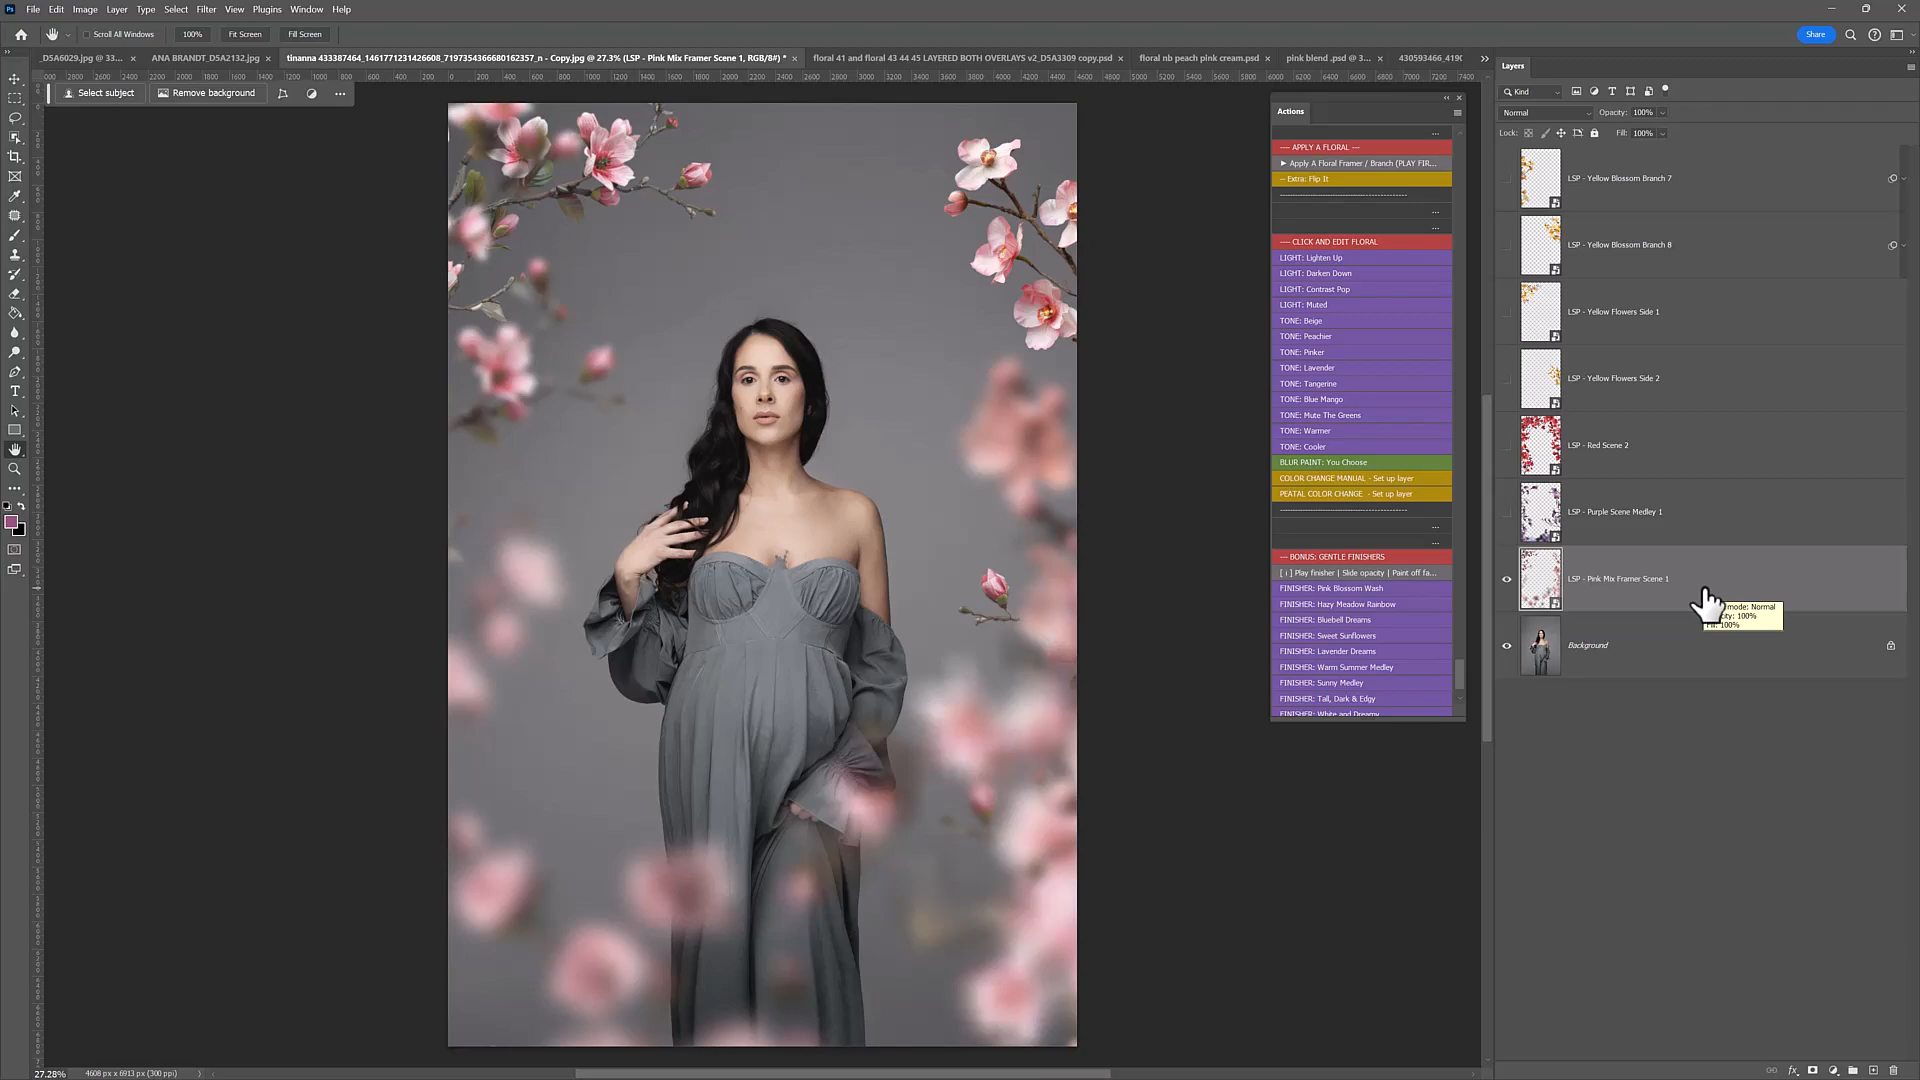 File Edit Image Layer Type Select Filter View Plugins Window Help
Scroll All Windows 100% Fit Screen Fill Screen Share
_D5A6029.jpg @ 33... ANA BRANDT_D5A2132.jpg tinanna 433387464_1461771231426608_7197354366680162357_n - Copy.jpg @ 27.3% (LSP - Pink Mix Framer Scene 1, RGB/8#) * floral 41 and floral 43 44 45 LAYERED BOTH OVERLAYS v2_D5A3309 copy.psd floral nb peach pink cream.psd pink blend .psd @ 3...
Select subject Remove background
Actions
---- APPLY A FLORAL ---
Apply A Floral Framer / Branch (PLAY FIR...
-- Extra: Flip It
---- CLICK AND EDIT FLORAL
LIGHT: Lighten Up
LIGHT: Darken Down
LIGHT: Contrast Pop
LIGHT: Muted
TONE: Beige
TONE: Peachier
TONE: Pinker
TONE: Lavender
TONE: Tangerine
TONE: Blue Mango
TONE: Mute The Greens
TONE: Warmer
TONE: Cooler
BLUR PAINT: You Choose
COLOR CHANGE MANUAL - Set up layer
PEATAL COLOR CHANGE - Set up layer
--- BONUS: GENTLE FINISHERS
[ i ] Play finisher | Slide opacity | Paint off fa...
FINISHER: Pink Blossom Wash
FINISHER: Hazy Meadow Rainbow
FINISHER: Bluebell Dreams
FINISHER: Sweet Sunflowers
FINISHER: Lavender Dreams
FINISHER: Warm Summer Medley
FINISHER: Sunny Medley
FINISHER: Tall, Dark & Edgy
FINISHER: White and Dreamy
Layers
Kind
Normal Opacity: 100%
Lock: Fill: 100%
LSP - Yellow Blossom Branch 7
LSP - Yellow Blossom Branch 8
LSP - Yellow Flowers Side 1
LSP - Yellow Flowers Side 2
LSP - Red Scene 2
LSP - Purple Scene Medley 1
LSP - Pink Mix Framer Scene 1
mode: Normal
100%
100%
Background
27.28% 4608 px x 6913 px (300 ppi)